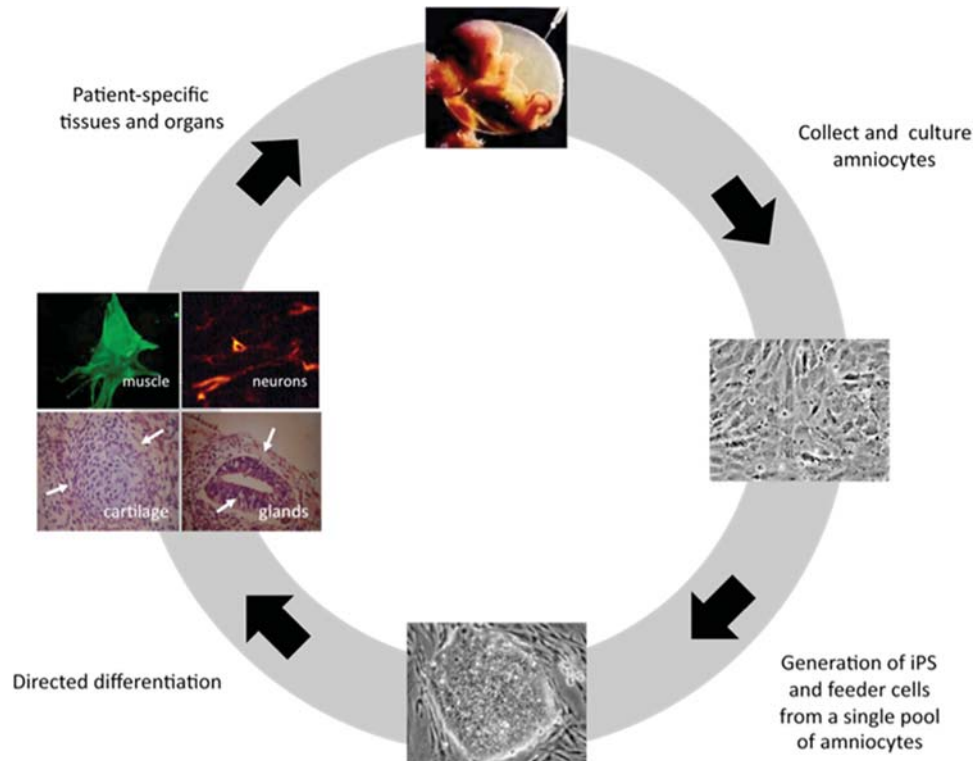 Patient-specific
tissues and organs
Collect and culture
amniocytes
muscle
neurons
cartilage
glands
Directed differentiation
Generation of iPS
and feeder cells
from a single pool
of amniocytes